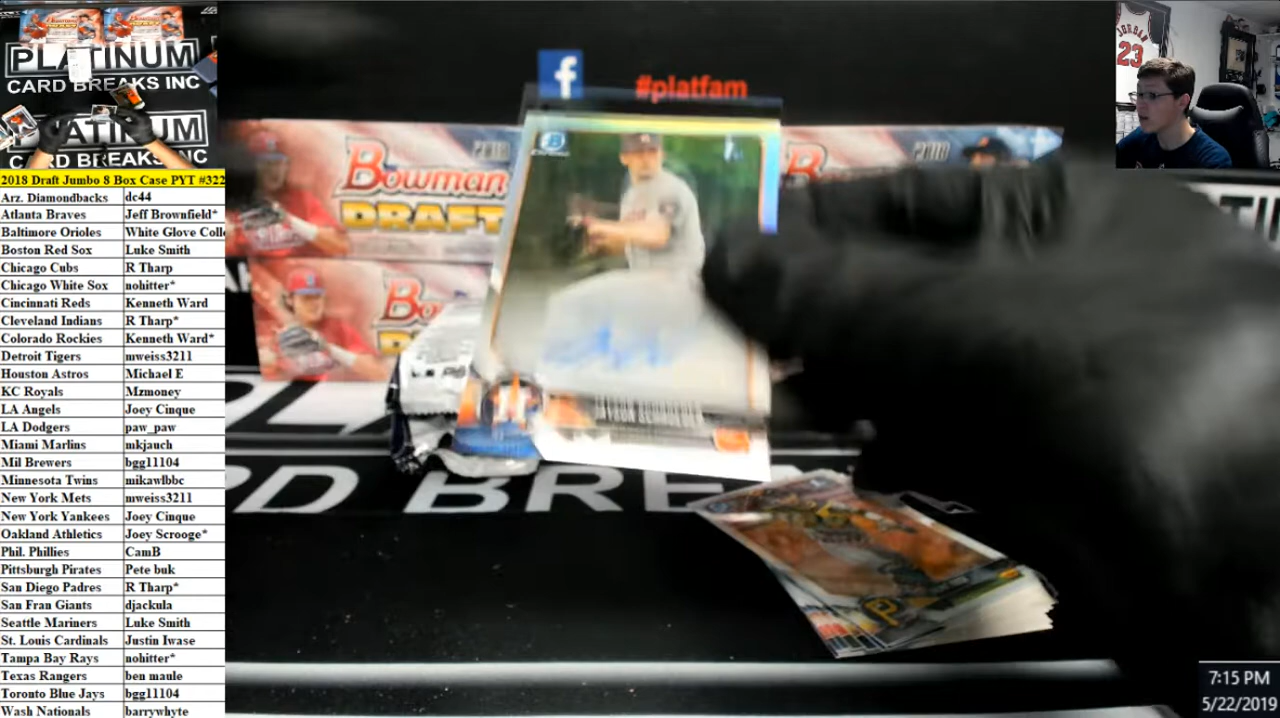 PLATINUM
CARD BREAKS INC
CARD BREAKS INC
JORDAN
23
f
#platfam
Bowman
DRAFT
2018
2018
2018 Draft Jumbo 8 Box Case PYT #322
Arz. Diamondbacks dc44
Atlanta Braves Jeff Brownfield*
Baltimore Orioles White Glove Coll
Boston Red Sox Luke Smith
Chicago Cubs R Tharp
Chicago White Sox nohitter*
Cincinnati Reds Kenneth Ward
Cleveland Indians R Tharp*
Colorado Rockies Kenneth Ward*
Detroit Tigers mweiss3211
Houston Astros Michael E
KC Royals Mzmoney
LA Angels Joey Cinque
LA Dodgers paw_paw
Miami Marlins mkjauch
Mil Brewers bgg11104
Minnesota Twins mikawlbbc
New York Mets mweiss3211
New York Yankees Joey Cinque
Oakland Athletics Joey Scrooge*
Phil. Phillies CamB
Pittsburgh Pirates Pete buk
San Diego Padres R Tharp*
San Fran Giants djackula
Seattle Mariners Luke Smith
St. Louis Cardinals Justin Iwase
Tampa Bay Rays nohitter*
Texas Rangers ben maule
Toronto Blue Jays bgg11104
Wash Nationals barrywhyte
D BRE
7:15 PM
5/22/2019